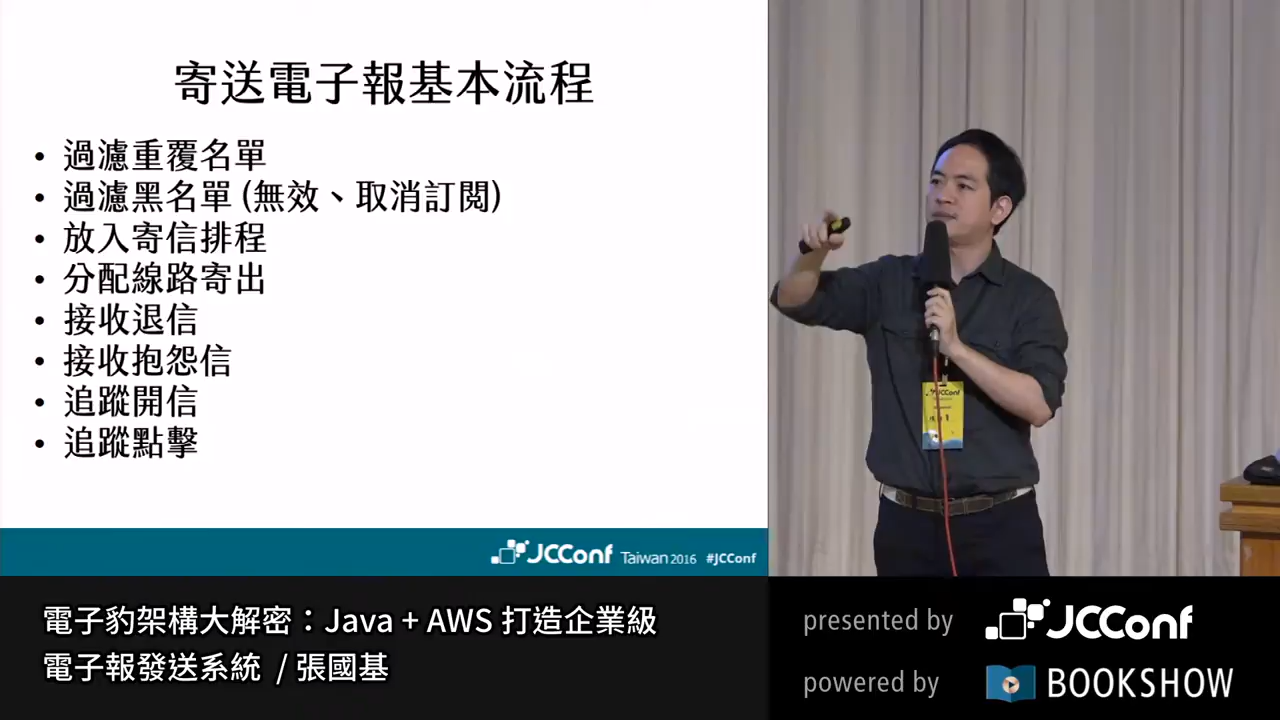 寄送電子報基本流程
• 過濾重覆名單
• 過濾黑名單 (無效、取消訂閱)
• 放入寄信排程
• 分配線路寄出
• 接收退信
• 接收抱怨信
• 追蹤開信
• 追蹤點擊
JCConf Taiwan 2016 #JCConf
JCConf
電子豹架構大解密：Java + AWS 打造企業級
電子報發送系統 / 張國基
presented by JCConf
powered by BOOKSHOW